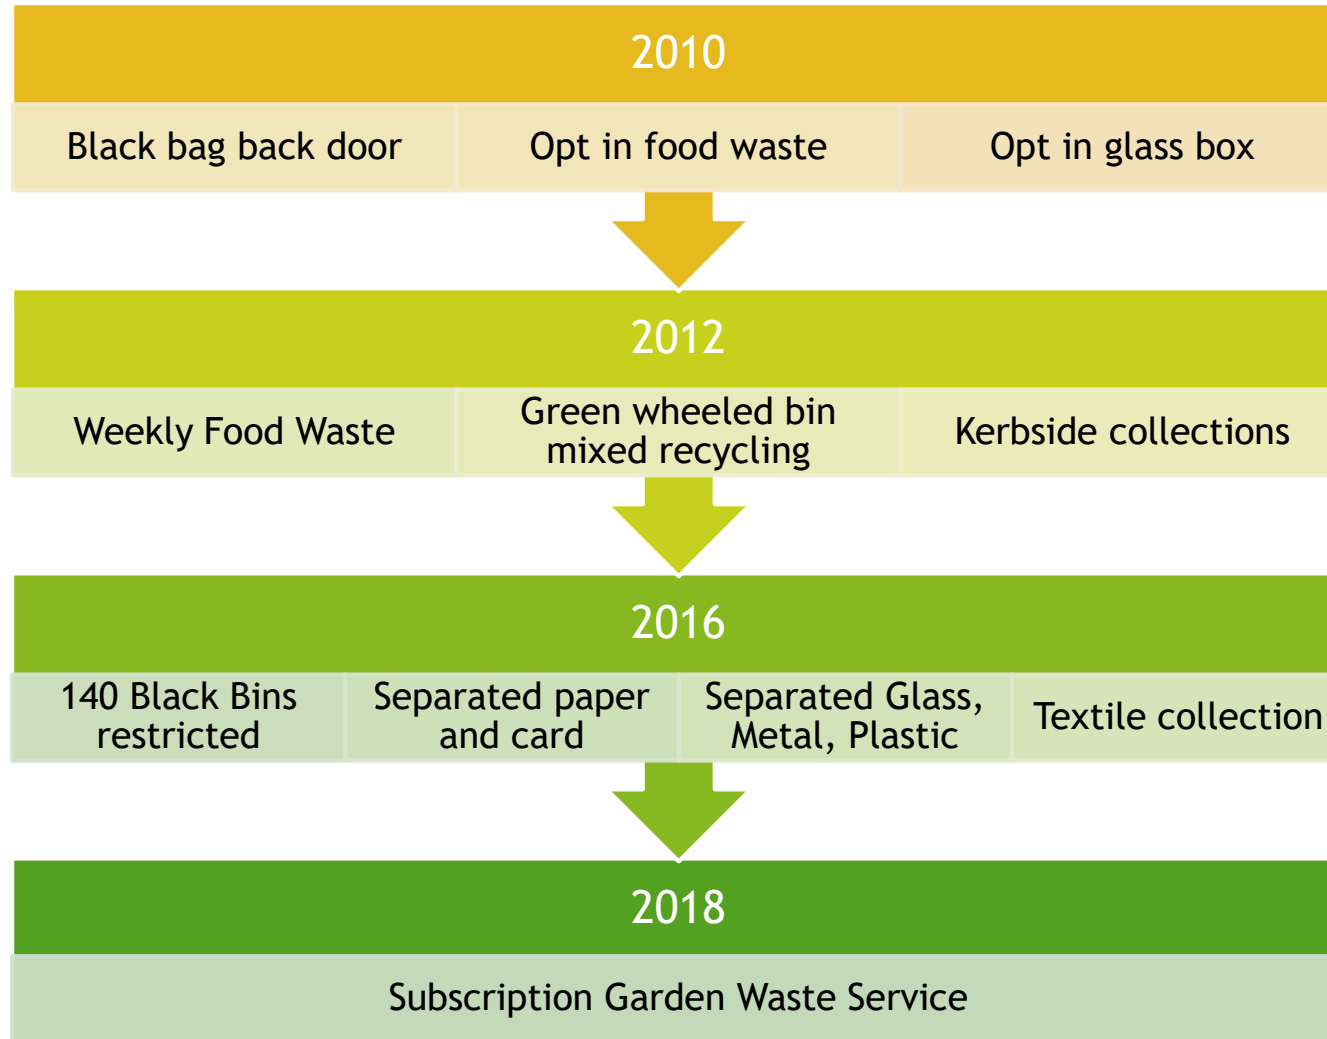 2010
Black bag back door
Opt in food waste
Opt in glass box
2012
Weekly Food Waste
Green wheeled bin
mixed recycling
Kerbside collections
2016
140 Black Bins
restricted
Separated paper
and card
Separated Glass,
Metal, Plastic
Textile collection
2018
Subscription Garden Waste Service